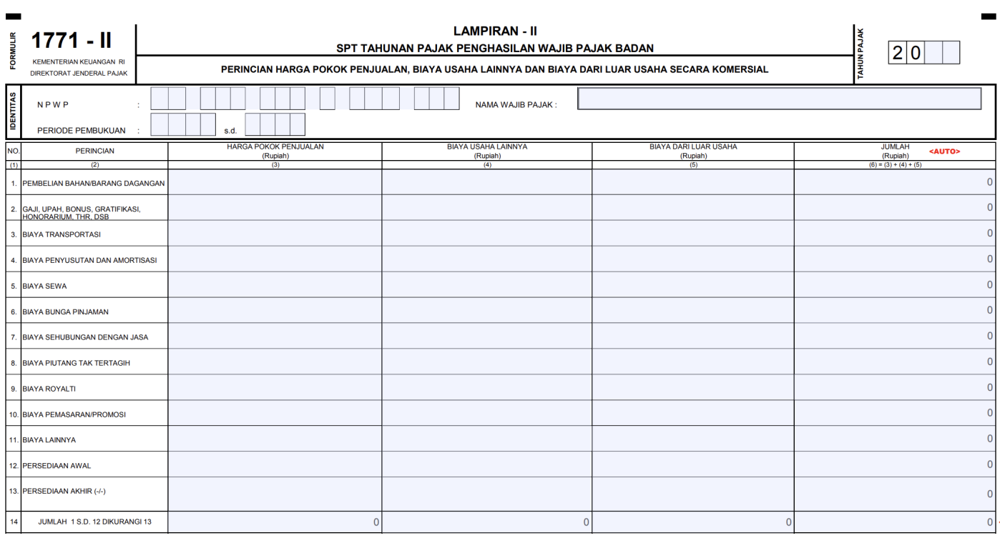 FORMULIR
1771 - II
KEMENTERIAN KEUANGAN RI
DIREKTORAT JENDERAL PAJAK
LAMPIRAN - II
SPT TAHUNAN PAJAK PENGHASILAN WAJIB PAJAK BADAN
PERINCIAN HARGA POKOK PENJUALAN, BIAYA USAHA LAINNYA DAN BIAYA DARI LUAR USAHA SECARA KOMERSIAL
TAHUN PAJAK
2 0
IDENTITAS
N P W P :
NAMA WAJIB PAJAK :
PERIODE PEMBUKUAN : s.d.
NO. PERINCIAN HARGA POKOK PENJUALAN (Rupiah) BIAYA USAHA LAINNYA (Rupiah) BIAYA DARI LUAR USAHA (Rupiah) JUMLAH (Rupiah) <AUTO>
(1) (2) (3) (4) (5) (6) = (3) + (4) + (5)
1. PEMBELIAN BAHAN/BARANG DAGANGAN 0
2. GAJI, UPAH, BONUS, GRATIFIKASI, 0
HONORARIUM, THR, DSB
3. BIAYA TRANSPORTASI 0
4. BIAYA PENYUSUTAN DAN AMORTISASI 0
5. BIAYA SEWA 0
6. BIAYA BUNGA PINJAMAN 0
7. BIAYA SEHUBUNGAN DENGAN JASA 0
8. BIAYA PIUTANG TAK TERTAGIH 0
9. BIAYA ROYALTI 0
10. BIAYA PEMASARAN/PROMOSI 0
11. BIAYA LAINNYA 0
12. PERSEDIAAN AWAL 0
13. PERSEDIAAN AKHIR (-/-) 0
14 JUMLAH 1 S.D. 12 DIKURANGI 13 0 0 0 0